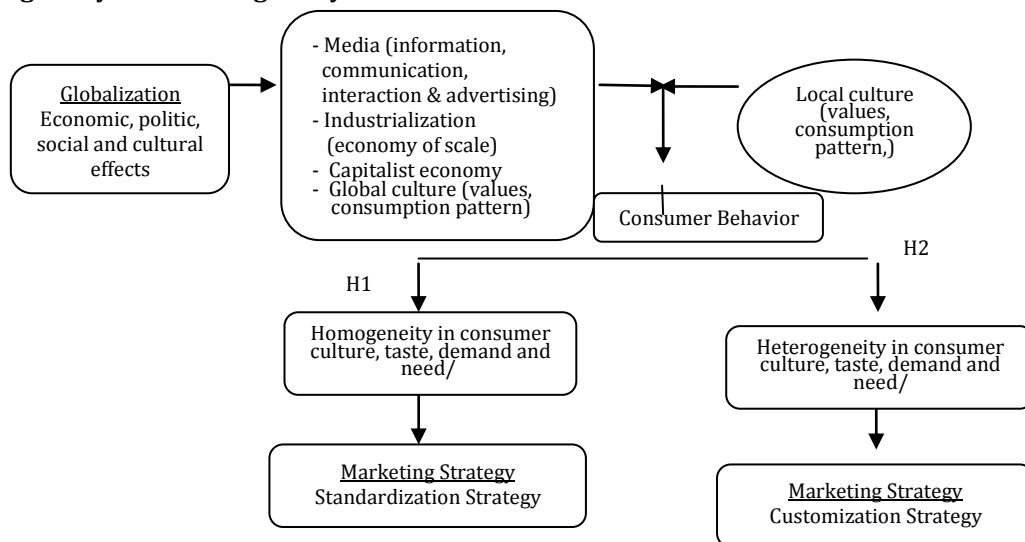 Globalization
Economic, politic,
social and cultural
effects
- Media (information,
communication,
interaction & advertising)
- Industrialization
(economy of scale)
- Capitalist economy
- Global culture (values,
consumption pattern)
Local culture
(values,
consumption
pattern,)
Consumer Behavior
H1
H2
Homogeneity in consumer
culture, taste, demand and
need/
Heterogeneity in consumer
culture, taste, demand and
need/
Marketing Strategy
Standardization Strategy
Marketing Strategy
Customization Strategy